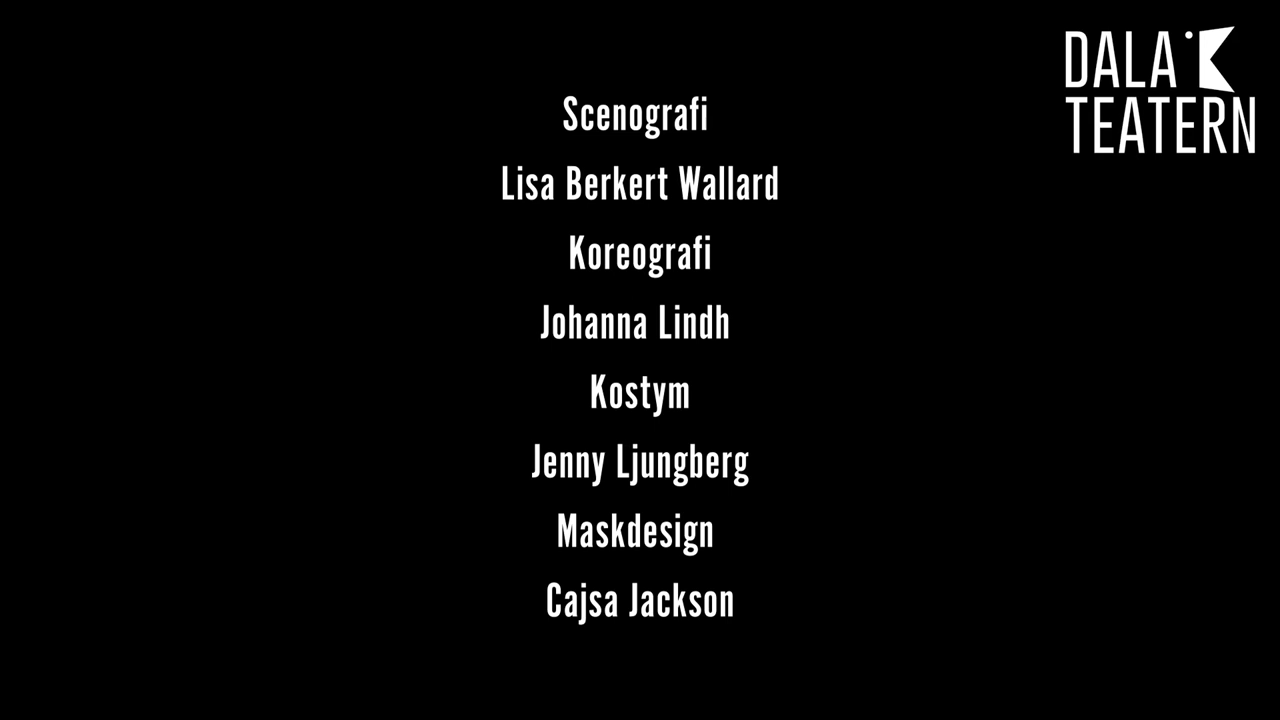 DALA
TEATERN
Scenografi
Lisa Berkert Wallard
Koreografi
Johanna Lindh
Kostym
Jenny Ljungberg
Maskdesign
Cajsa Jackson